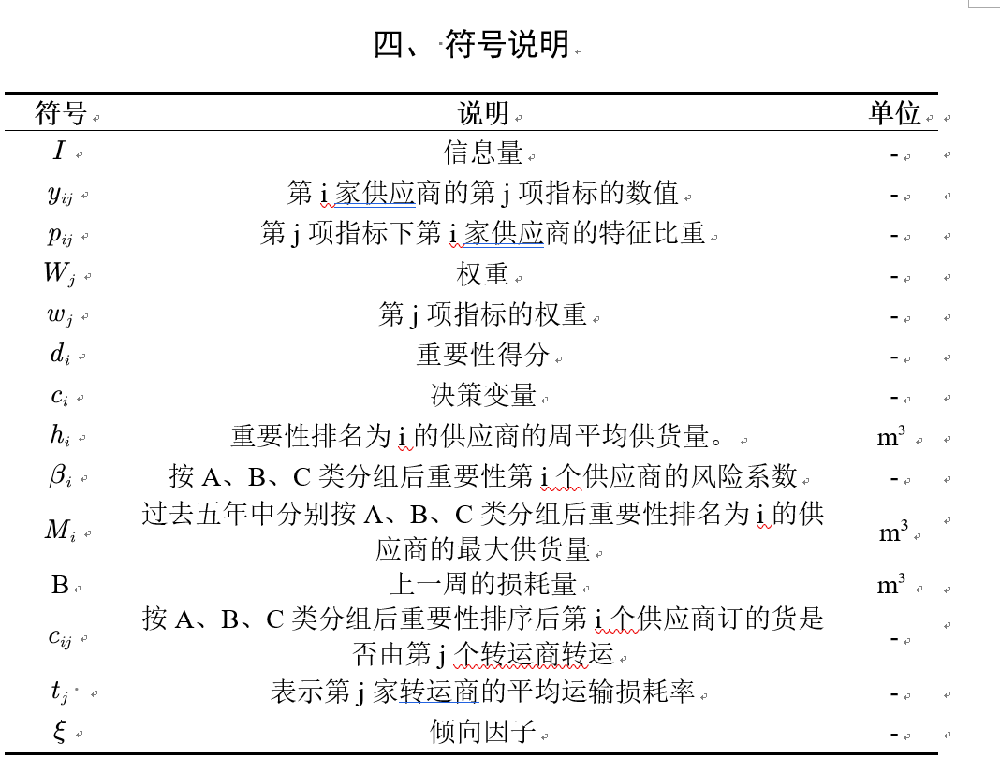 四、 符号说明
符号 说明 单位
I 信息量 -
y_{ij} 第 i 家供应商的第 j 项指标的数值 -
p_{ij} 第 j 项指标下第 i 家供应商的特征比重 -
W_j 权重 -
w_j 第 j 项指标的权重 -
d_i 重要性得分 -
c_i 决策变量 -
h_i 重要性排名为 i 的供应商的周平均供货量。 m³
β_i 按 A、B、C 类分组后重要性第 i 个供应商的风险系数 -
过去五年中分别按 A、B、C 类分组后重要性排名为 i 的供
M_i 应商的最大供货量 m³
B 上一周的损耗量 m³
按 A、B、C 类分组后重要性排序后第 i 个供应商订的货是
c_{ij} 否由第 j 个转运商转运 -
t_j 表示第 j 家转运商的平均运输损耗率 -
ξ 倾向因子 -